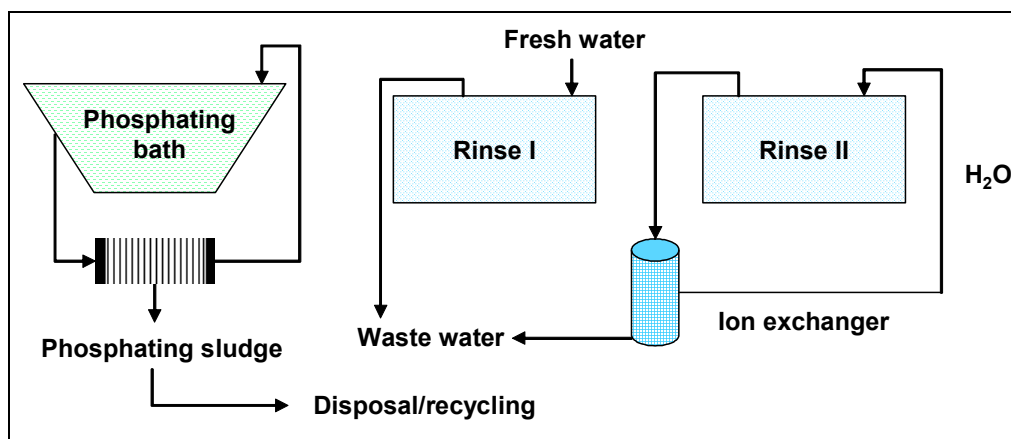 Fresh water
Phosphating
bath
Rinse I
Rinse II
H₂O
Ion exchanger
Waste water
Phosphating sludge
Disposal/recycling